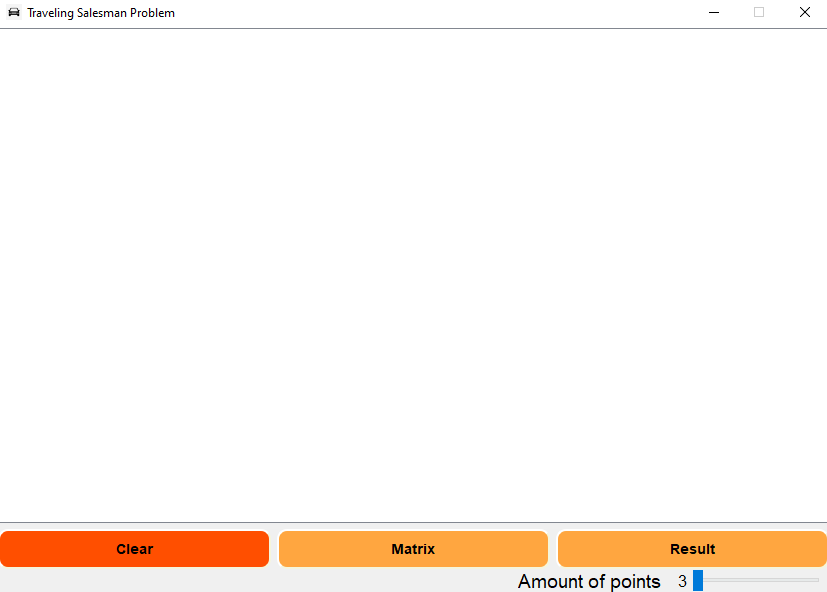 Traveling Salesman Problem
Clear Matrix Result
Amount of points 3